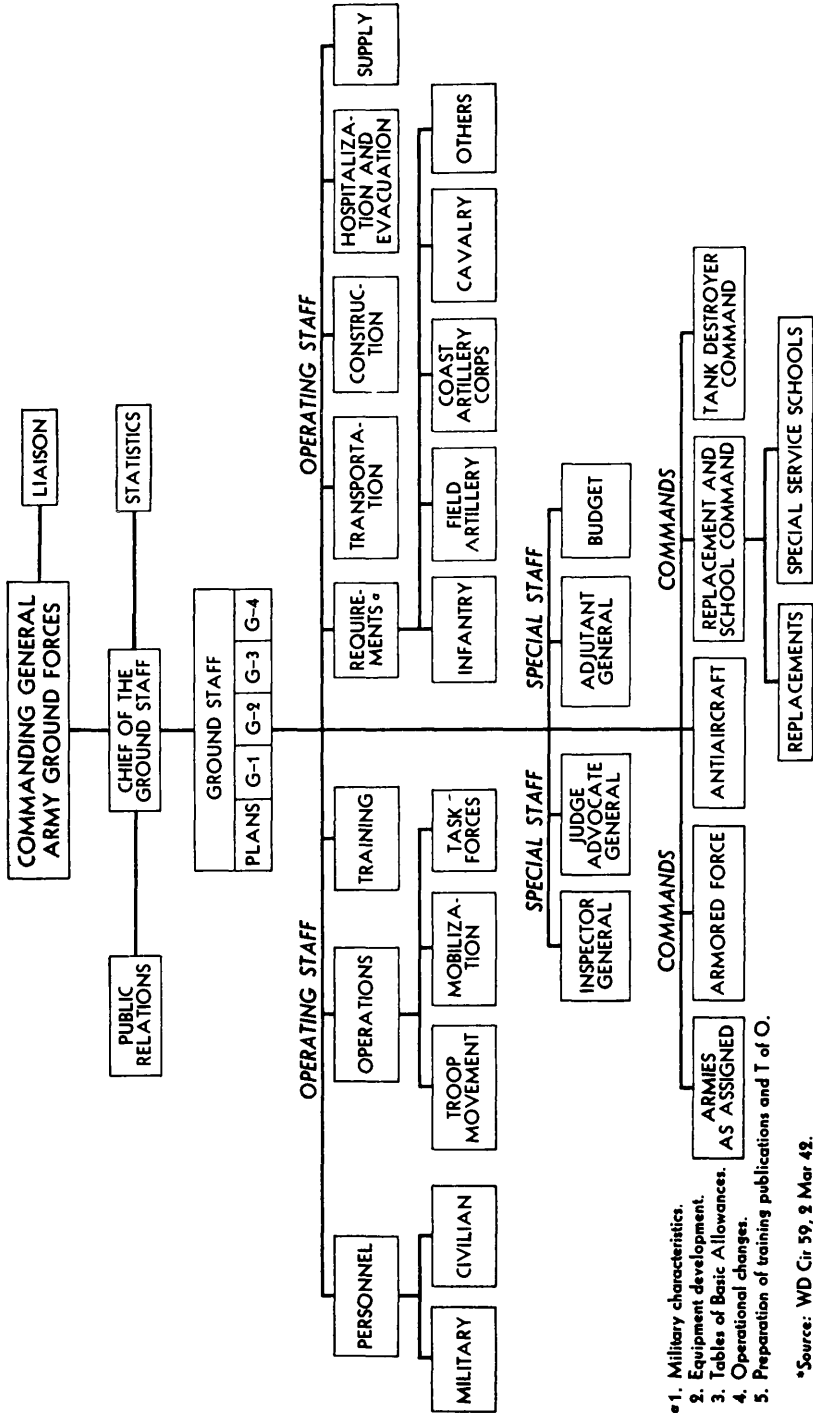 COMMANDING GENERAL
ARMY GROUND FORCES
LIAISON
PUBLIC
RELATIONS
CHIEF OF THE
GROUND STAFF
STATISTICS
GROUND STAFF
PLANS G-1 G-2 G-3 G-4
OPERATING STAFF
OPERATING STAFF
PERSONNEL
OPERATIONS
TRAINING
REQUIRE-
MENTS a
TRANSPORTA-
TION
CONSTRUC-
TION
HOSPITALIZA-
TION AND
EVACUATION
SUPPLY
MILITARY
CIVILIAN
TROOP
MOVEMENT
MOBILIZA-
TION
TASK
FORCES
INFANTRY
FIELD
ARTILLERY
COAST
ARTILLERY
CORPS
CAVALRY
OTHERS
SPECIAL STAFF
SPECIAL STAFF
INSPECTOR
GENERAL
JUDGE
ADVOCATE
GENERAL
ADJUTANT
GENERAL
BUDGET
COMMANDS
COMMANDS
ARMIES
AS ASSIGNED
ARMORED FORCE
ANTIAIRCRAFT
REPLACEMENT AND
SCHOOL COMMAND
TANK DESTROYER
COMMAND
REPLACEMENTS
SPECIAL SERVICE SCHOOLS
a 1. Military characteristics.
2. Equipment development.
3. Tables of Basic Allowances.
4. Operational changes.
5. Preparation of training publications and T of O.
*Source: WD Cir 59, 2 Mar 42.